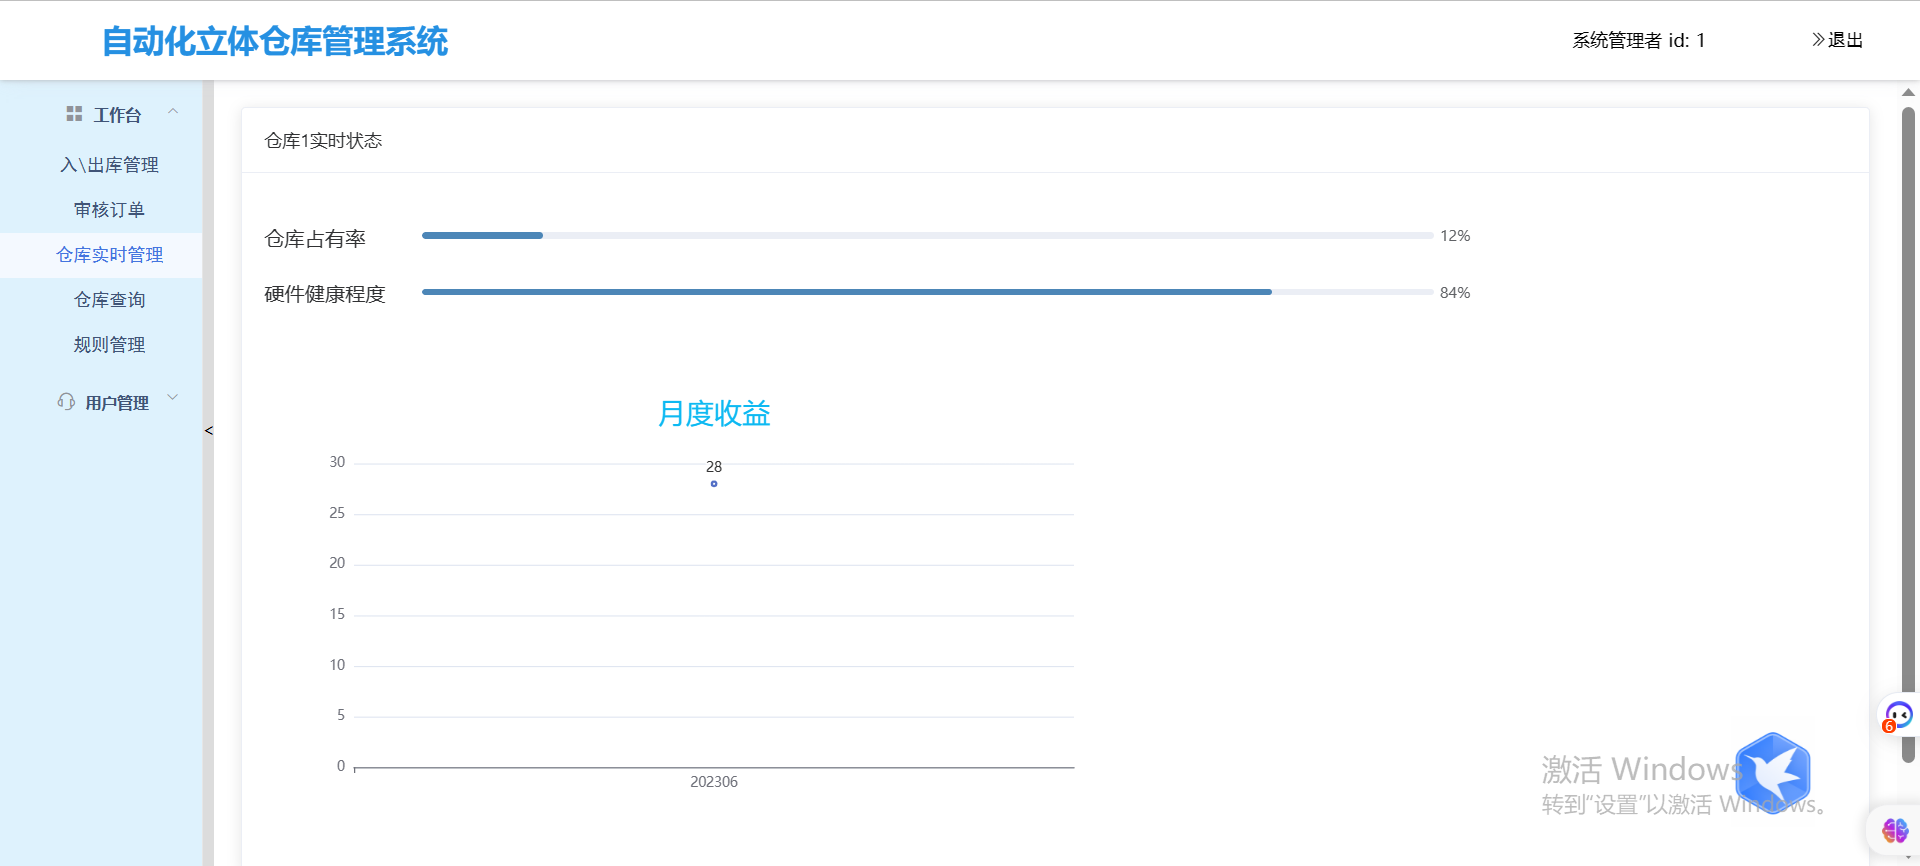 自动化立体仓库管理系统
系统管理者 id: 1
退出
工作台
入\出库管理
审核订单
仓库实时管理
仓库查询
规则管理
用户管理
<
仓库1实时状态
仓库占有率
12%
硬件健康程度
84%
月度收益
30
28
25
20
15
10
5
0
202306
激活 Windows
转到“设置”以激活 Windows。
6